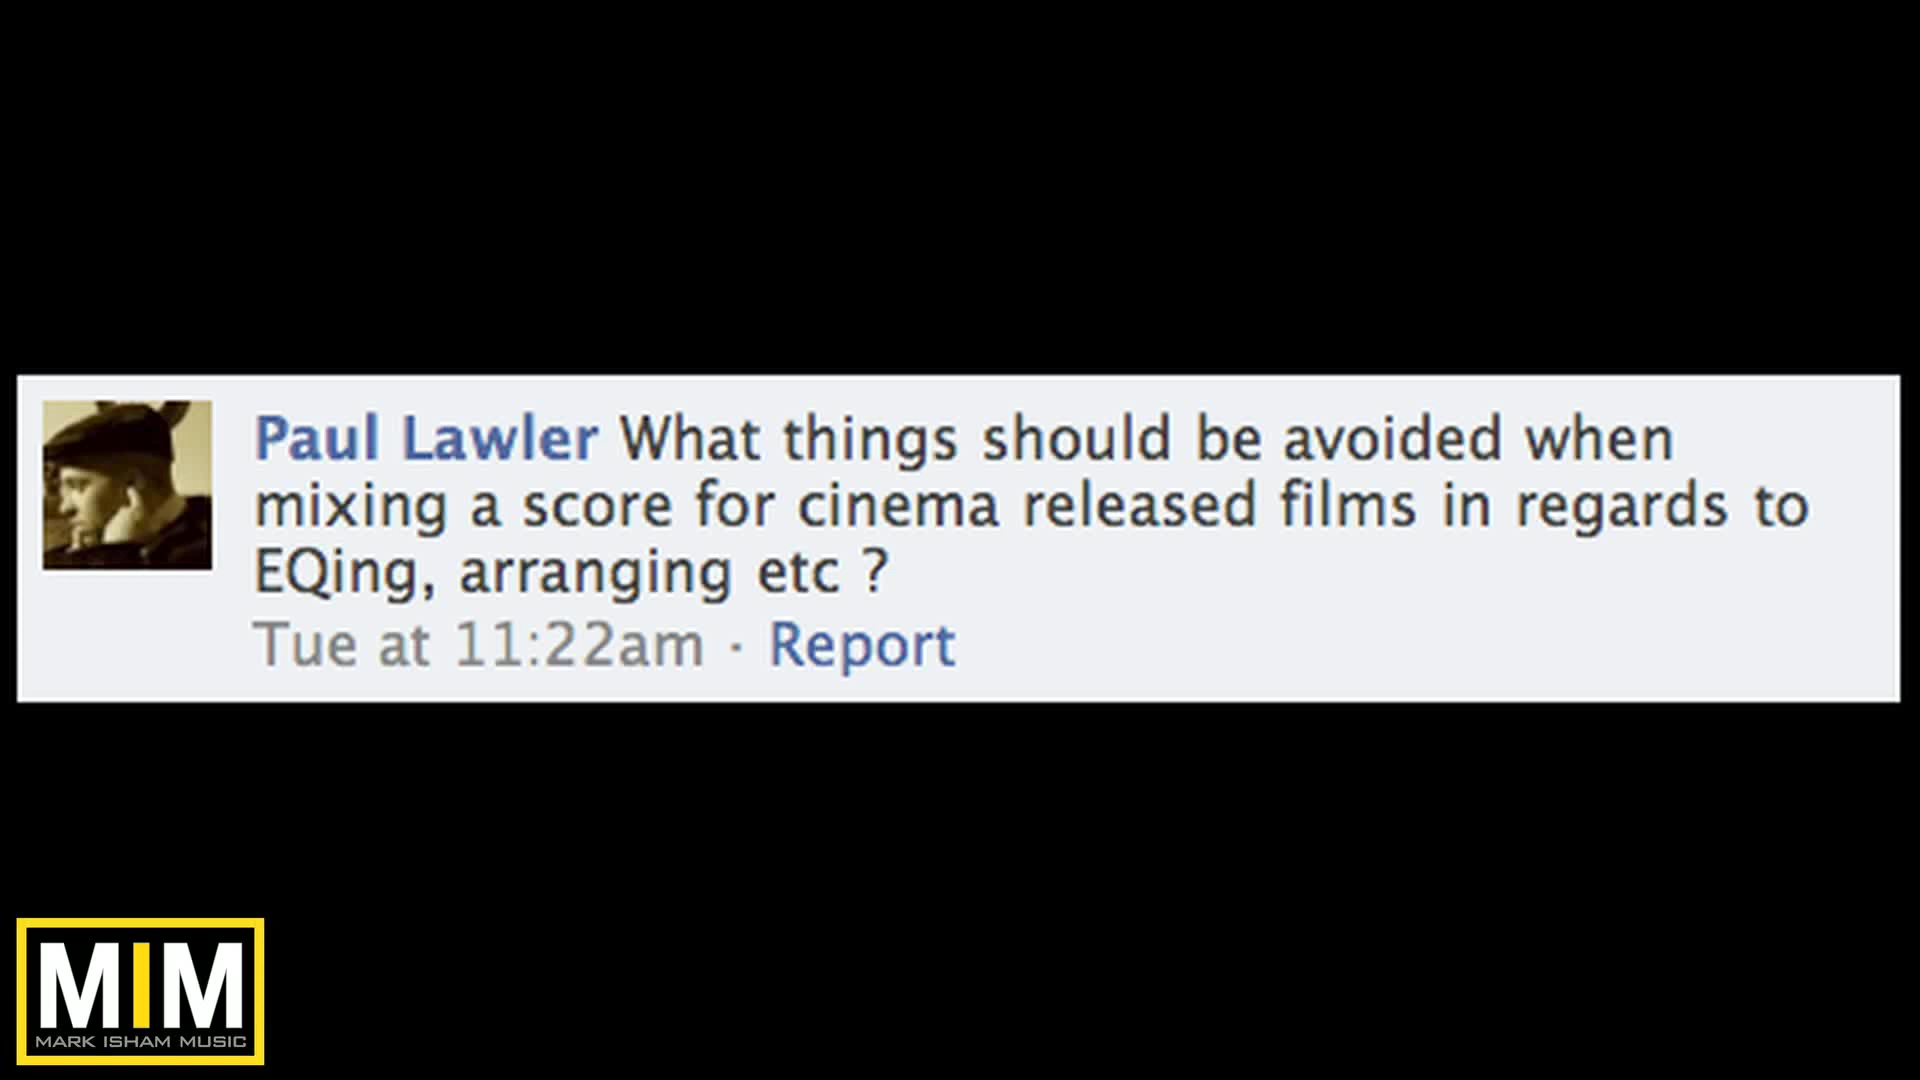 Paul Lawler What things should be avoided when
mixing a score for cinema released films in regards to
EQing, arranging etc ?
Tue at 11:22am · Report
MIM
MARK ISHAM MUSIC